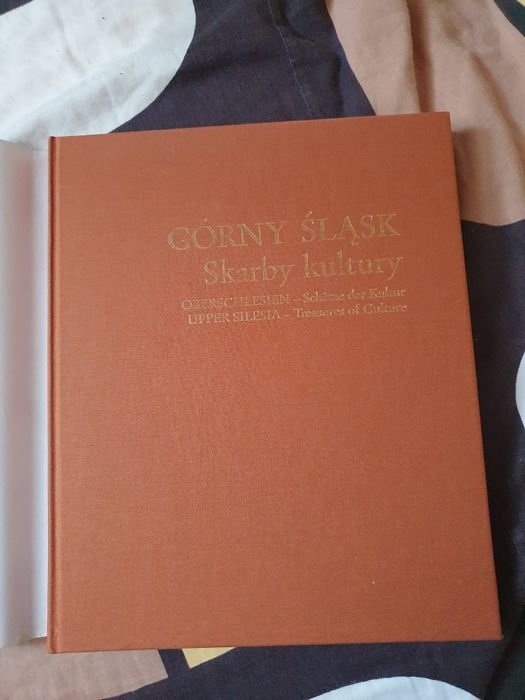 GÓRNY ŚLĄSK
Skarby kultury
OBERSCHLESIEN – Schätze der Kultur
UPPER SILESIA – Treasures of Culture